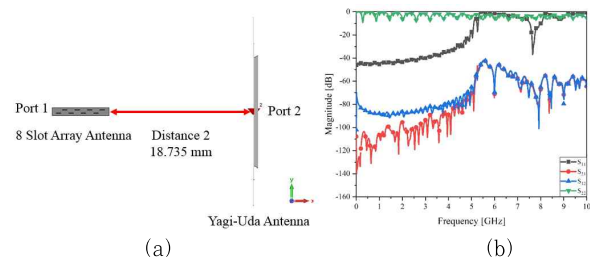 (a)
Port 1
Port 2
8 Slot Array Antenna
Distance 2
18.735 mm
z
y
x
Yagi-Uda Antenna
(a)
(b)
0
-20
-40
-60
-80
-100
-120
-140
-160
Magnitude [dB]
0 1 2 3 4 5 6 7 8 9 10
Frequency [GHz]
S11
S21
S12
S22
(b)